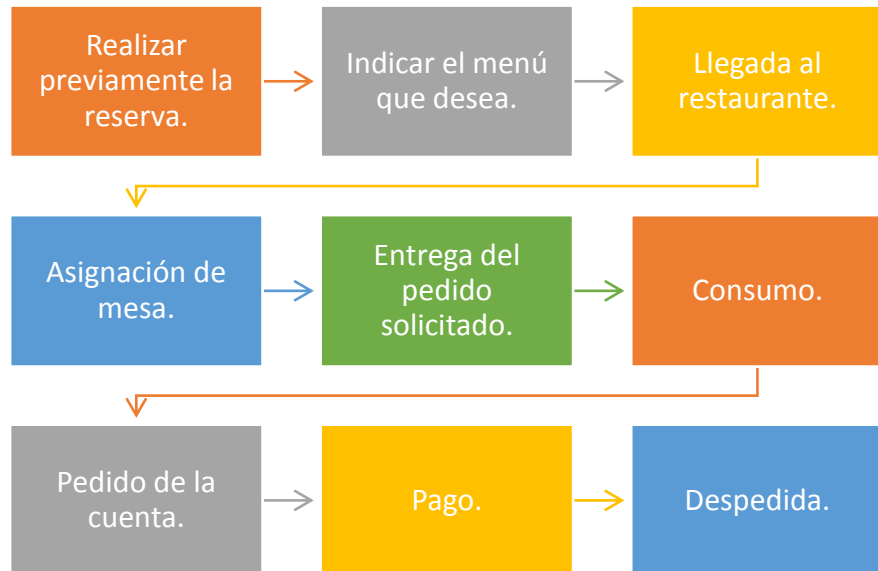 Realizar
previamente la
reserva.
Indicar el menú
que desea.
Llegada al
restaurante.
Asignación de
mesa.
Entrega del
pedido
solicitado.
Consumo.
Pedido de la
cuenta.
Pago.
Despedida.